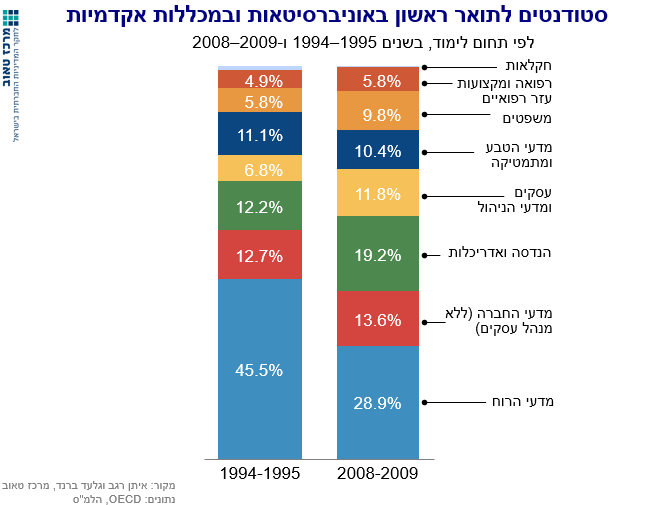 סטודנטים לתואר ראשון באוניברסיטאות ובמכללות אקדמיות
לפי תחום לימוד, בשנים 1994–1995 ו-2008–2009
מרכז טאוב
לחקר המדיניות החברתית בישראל
חקלאות
4.9%
5.8%
רפואה ומקצועות
עזר רפואיים
5.8%
9.8%
משפטים
11.1%
10.4%
מדעי הטבע
ומתמטיקה
6.8%
11.8%
עסקים
ומדעי הניהול
12.2%
19.2%
הנדסה ואדריכלות
12.7%
13.6%
מדעי החברה (ללא
מנהל עסקים)
45.5%
28.9%
מדעי הרוח
1994-1995
2008-2009
מקור: איתן רגב וגלעד ברנד, מרכז טאוב
נתונים: OECD, הלמ"ס